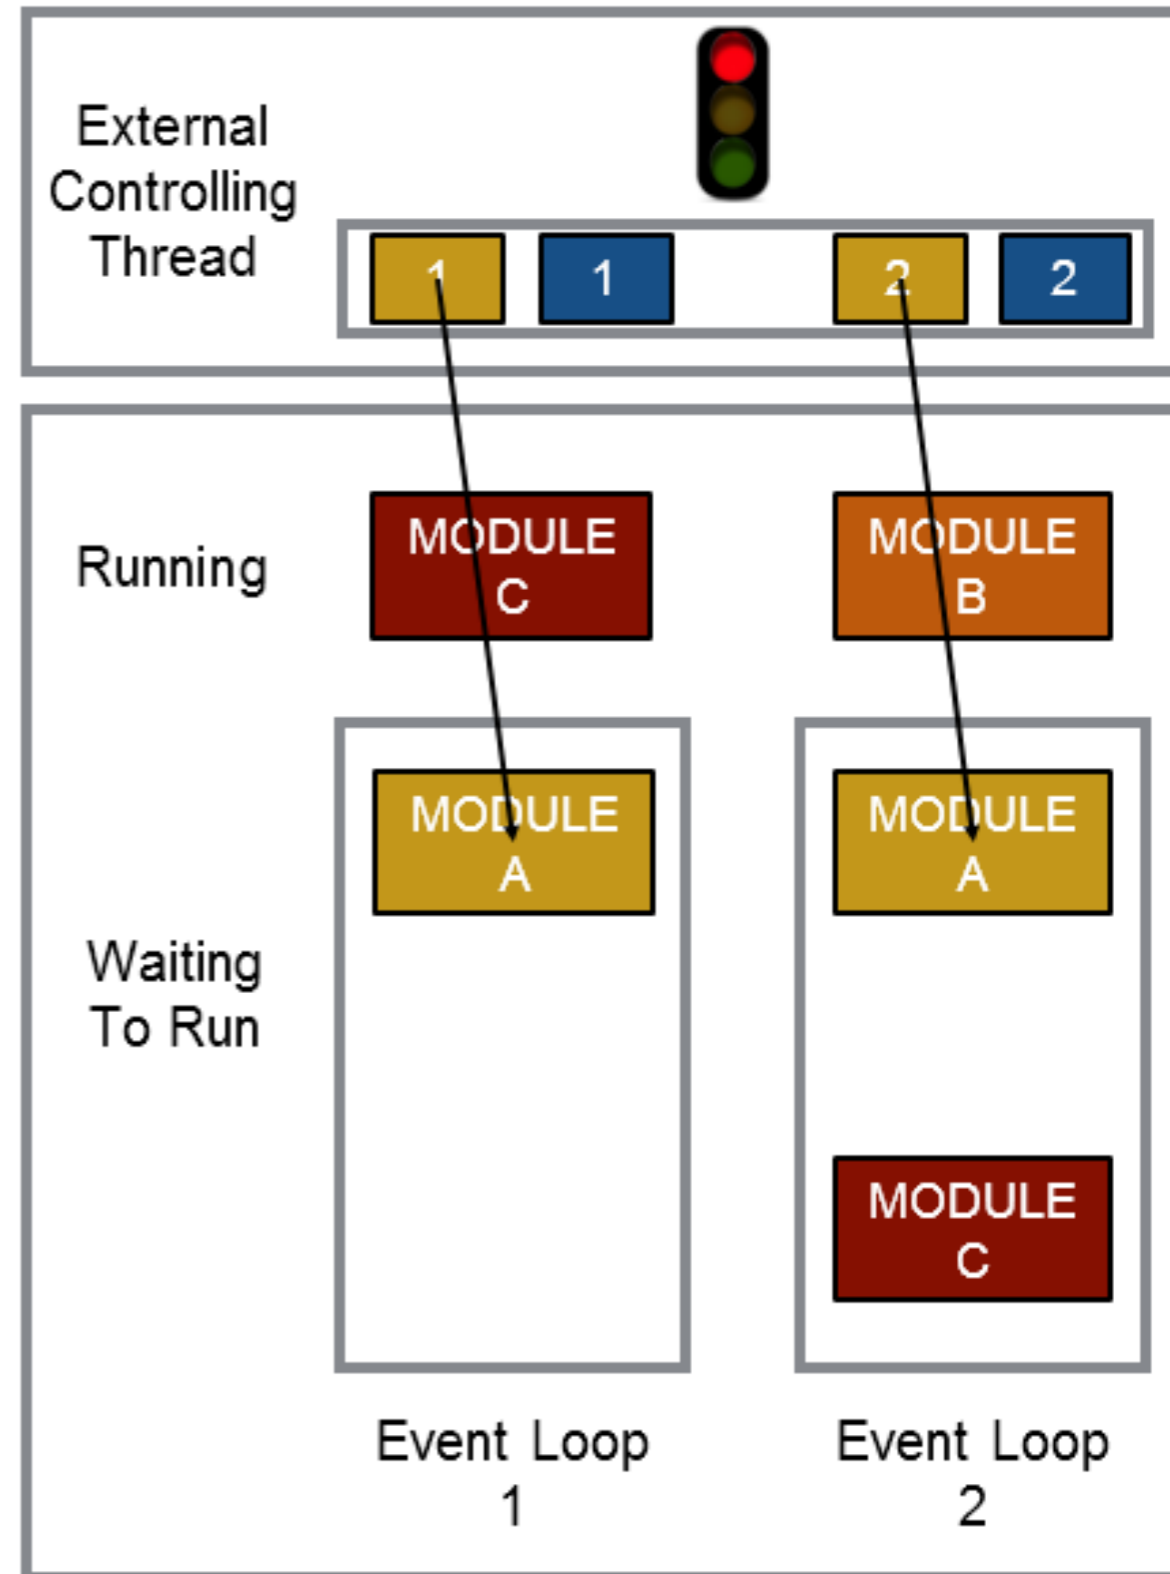 External
Controlling
Thread
1 1 2 2
Running
MODULE
C
MODULE
B
MODULE
A
MODULE
A
Waiting
To Run
MODULE
C
Event Loop
1
Event Loop
2